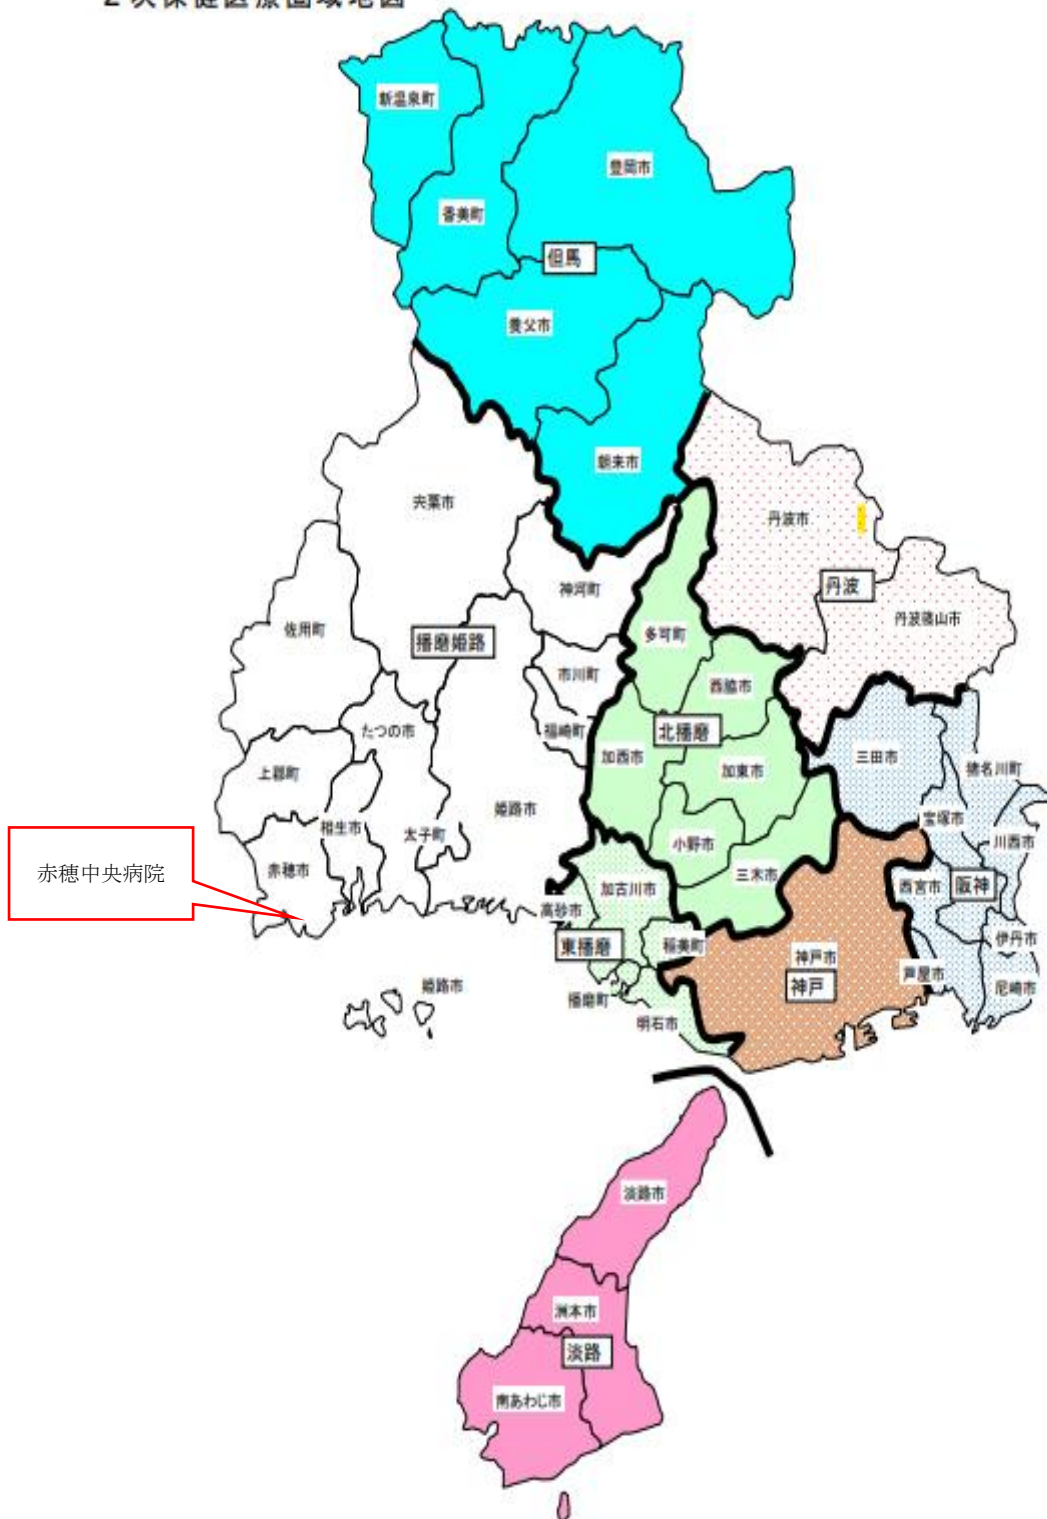 2次保健医療圏域地図
新温泉町
豊岡市
香美町
但馬
養父市
朝来市
宍粟市
丹波市
神河町
丹波
佐用町
丹波篠山市
多可町
播磨姫路
市川町
西脇市
たつの市
福崎町
北播磨
加西市
三田市
上郡町
加東市
猪名川町
姫路市
宝塚市
相生市
太子町
川西市
小野市
赤穂中央病院
赤穂市
三木市
加古川市
西宮市
阪神
高砂市
伊丹市
東播磨
稲美町
神戸市
芦屋市
姫路市
神戸
尼崎市
播磨町
明石市
淡路市
洲本市
淡路
南あわじ市